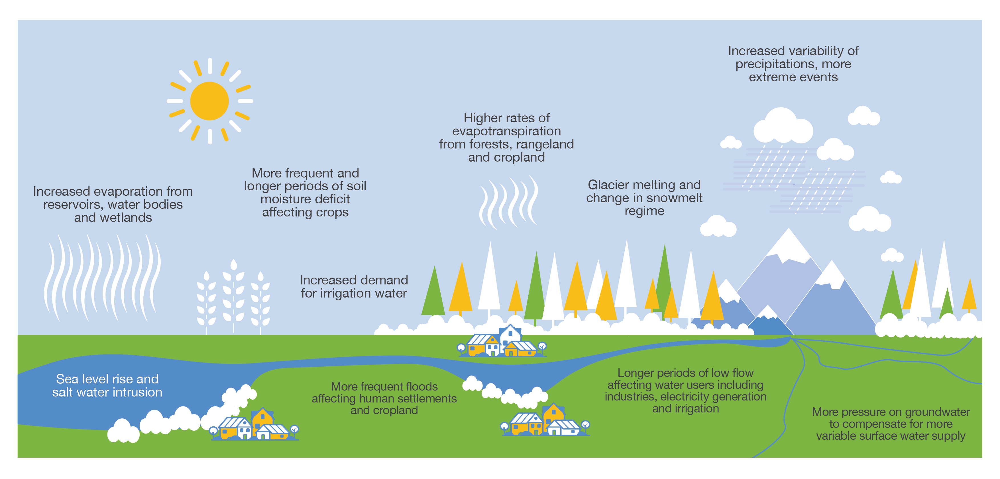 Increased variability of
precipitations, more
extreme events
Higher rates of
evapotranspiration
from forests, rangeland
and cropland
More frequent and
longer periods of soil
moisture deficit
affecting crops
Glacier melting and
change in snowmelt
regime
Increased evaporation from
reservoirs, water bodies
and wetlands
Increased demand
for irrigation water
Sea level rise and
salt water intrusion
More frequent floods
affecting human settlements
and cropland
Longer periods of low flow
affecting water users including
industries, electricity generation
and irrigation
More pressure on groundwater
to compensate for more
variable surface water supply